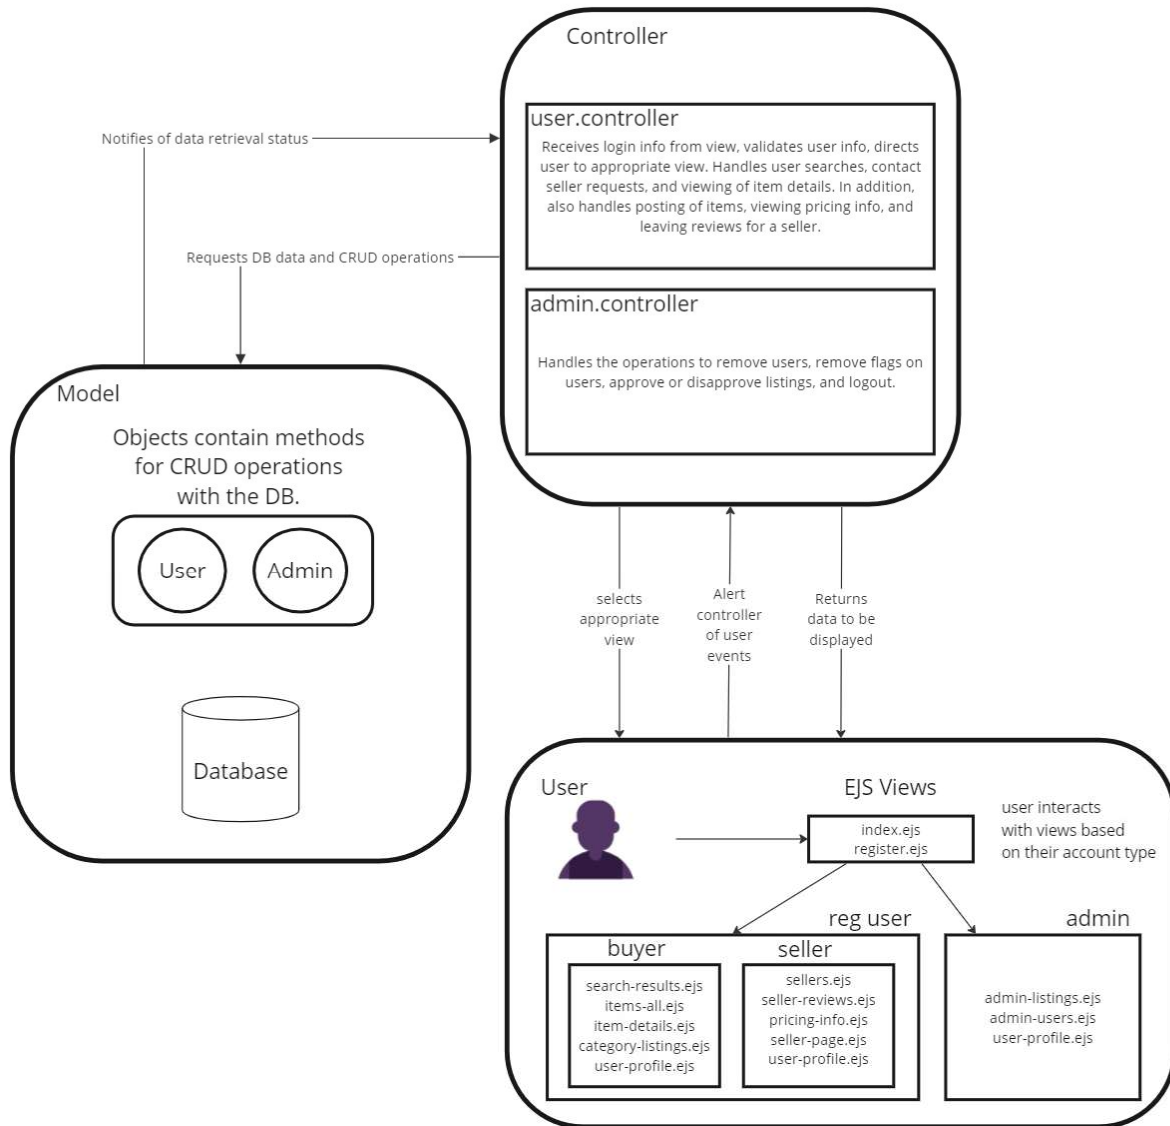 Controller
user.controller
Receives login info from view, validates user info, directs
user to appropriate view. Handles user searches, contact
seller requests, and viewing of item details. In addition,
also handles posting of items, viewing pricing info, and
leaving reviews for a seller.
Notifies of data retrieval status
Requests DB data and CRUD operations
admin.controller
Handles the operations to remove users, remove flags on
users, approve or disapprove listings, and logout.
Model
Objects contain methods
for CRUD operations
with the DB.
User
Admin
Database
selects
appropriate
view
Alert
controller
of user
events
Returns
data to be
displayed
User
EJS Views
index.ejs
register.ejs
user interacts
with views based
on their account type
reg user
buyer
search-results.ejs
items-all.ejs
item-details.ejs
category-listings.ejs
user-profile.ejs
seller
sellers.ejs
seller-reviews.ejs
pricing-info.ejs
seller-page.ejs
user-profile.ejs
admin
admin-listings.ejs
admin-users.ejs
user-profile.ejs